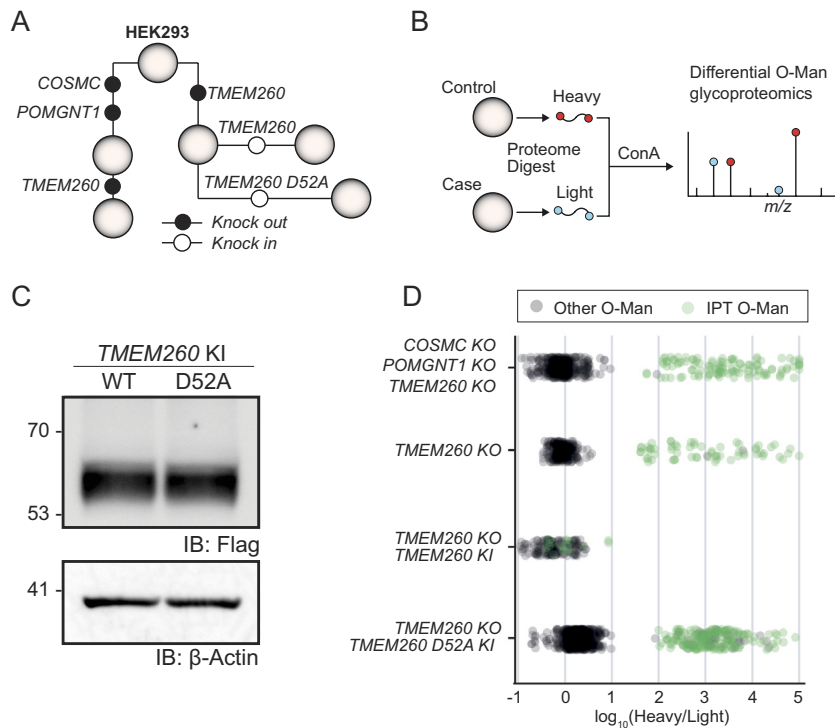 A
HEK293
COSMC
POMGNT1
TMEM260
TMEM260
TMEM260
TMEM260 D52A
Knock out
Knock in
B
Control
Heavy
Proteome
Digest
ConA
Case
Light
Differential O-Man
glycoproteomics
m/z
C
TMEM260 KI
WT D52A
70 -
53 -
IB: Flag
41 -
IB: β-Actin
D
Other O-Man IPT O-Man
COSMC KO
POMGNT1 KO
TMEM260 KO
TMEM260 KO
TMEM260 KO
TMEM260 KI
TMEM260 KO
TMEM260 D52A KI
-1 0 1 2 3 4 5
log10(Heavy/Light)